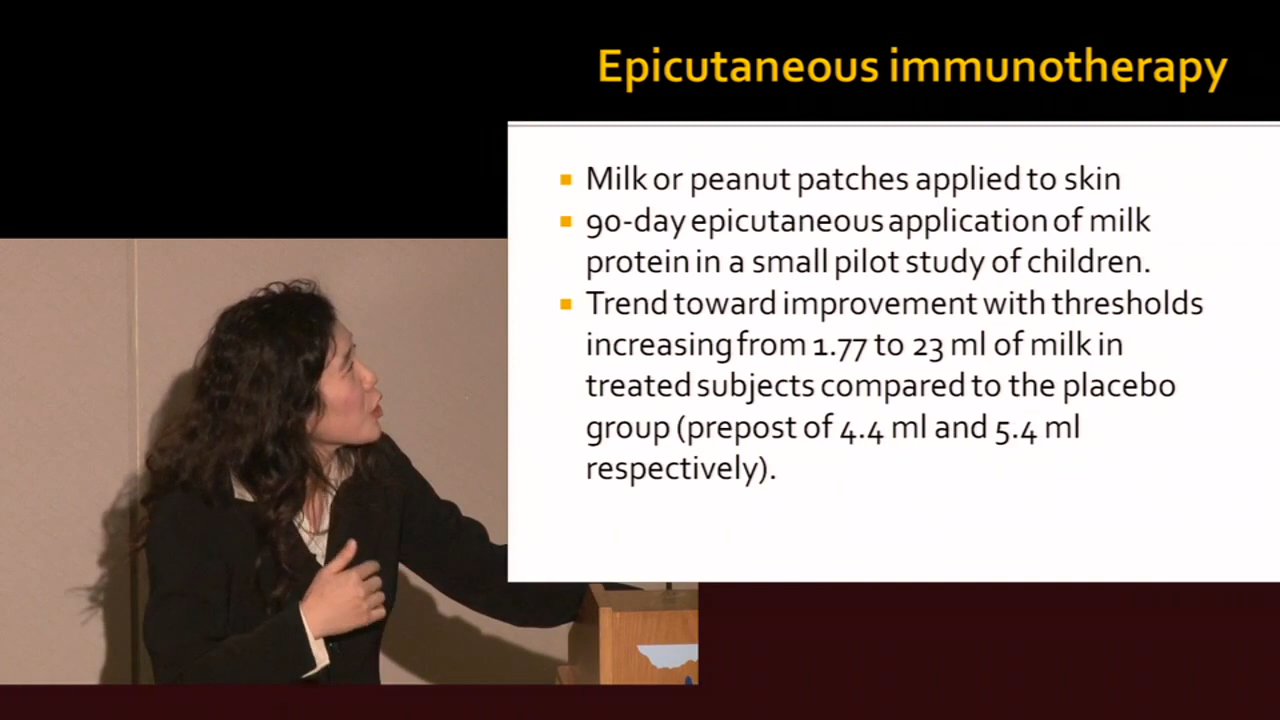 Epicutaneous immunotherapy
Milk or peanut patches applied to skin
90-day epicutaneous application of milk
protein in a small pilot study of children.
Trend toward improvement with thresholds
increasing from 1.77 to 23 ml of milk in
treated subjects compared to the placebo
group (prepost of 4.4 ml and 5.4 ml
respectively).